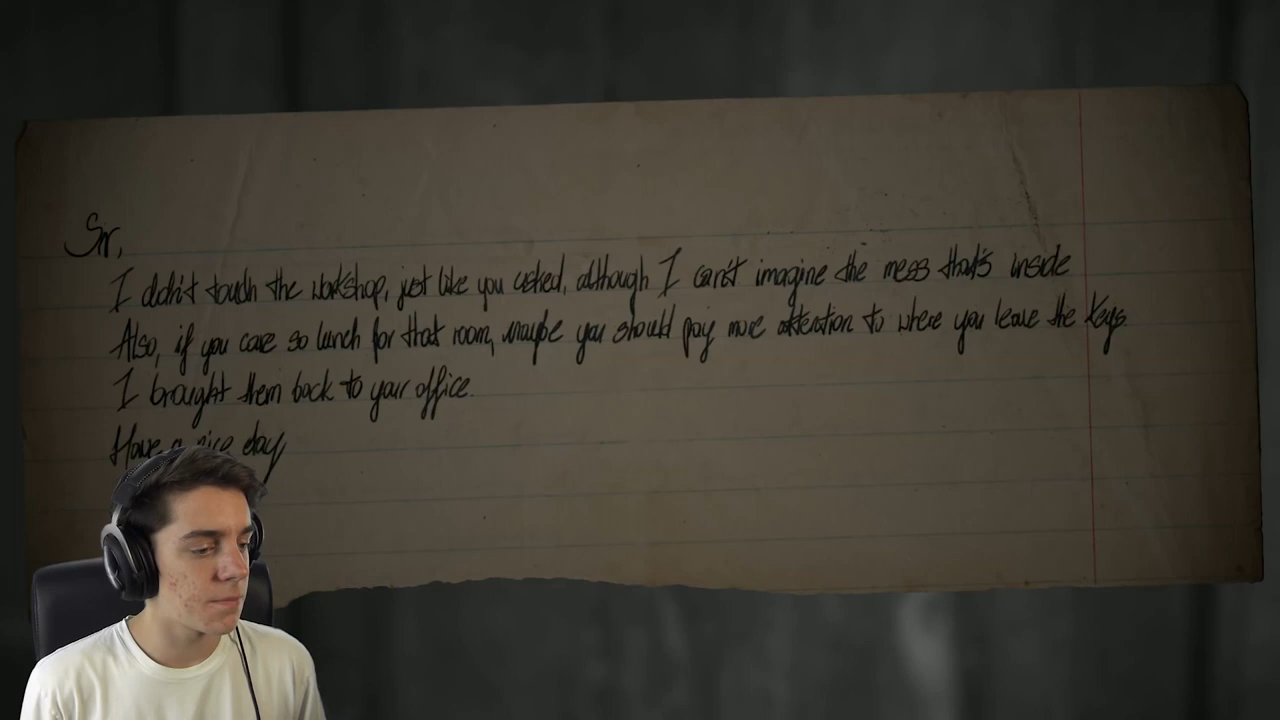 Sir,
I didn't touch the workshop, just like you asked, although I can't imagine the mess that's inside
Also, if you care so much for that room, maybe you should pay more attention to where you leave the keys.
I brought them back to your office.
Have a nice day